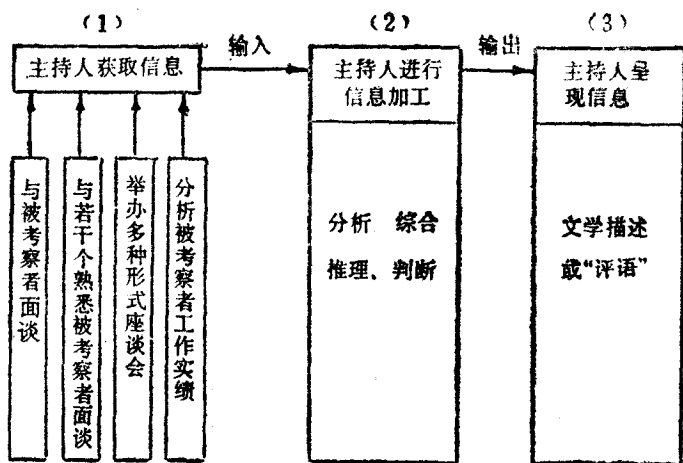 (1)
(2)
(3)
主持人获取信息
输入
主持人进行
信息加工
输出
主持人呈
现信息
与被考察者面谈
与若干个熟悉被考察者面谈
举办多种形式座谈会
分析被考察者工作实绩
分析 综合
推理、判断
文学描述
或“评语”